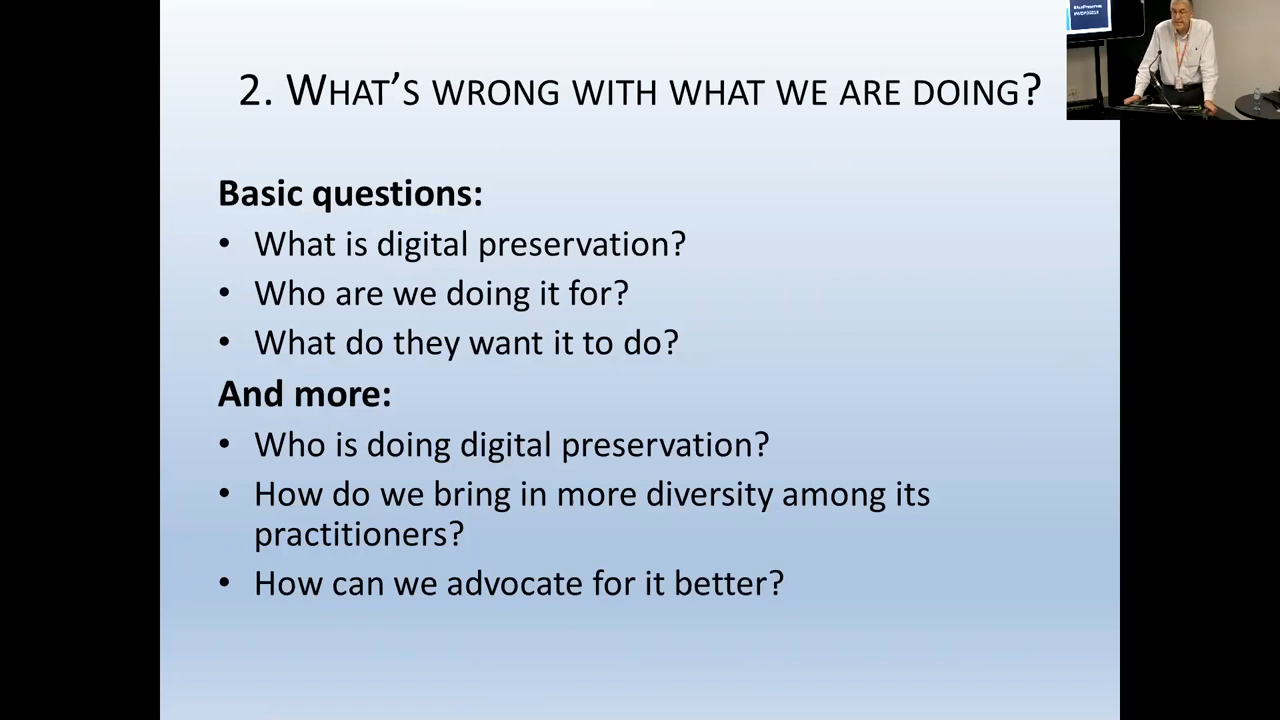 2. WHAT'S WRONG WITH WHAT WE ARE DOING?
Basic questions:
• What is digital preservation?
• Who are we doing it for?
• What do they want it to do?
And more:
• Who is doing digital preservation?
• How do we bring in more diversity among its
practitioners?
• How can we advocate for it better?